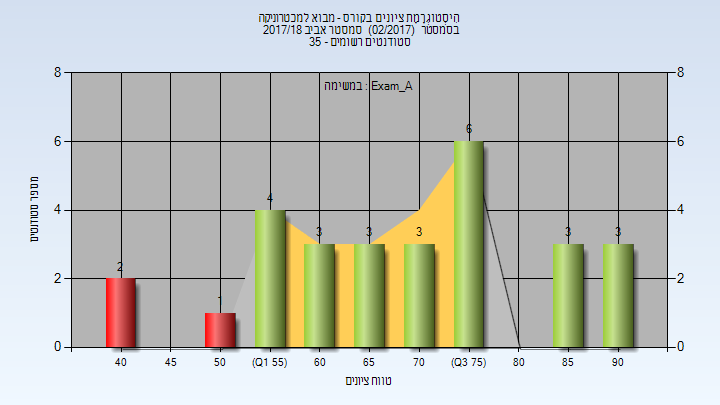 היסטוגרמת ציונים בקורס - מבוא למכטרוניקה
בסמסטר (02/2017) סמסטר אביב 2017/18
סטודנטים רשומים - 35
במשימה : Exam_A
8 8
6 6
4 4
2 2
0 0
מספר סטודנטים
2 1 4 3 3 3 6 3 3
40 45 50 (Q1 55) 60 65 70 (Q3 75) 80 85 90
טווח ציונים